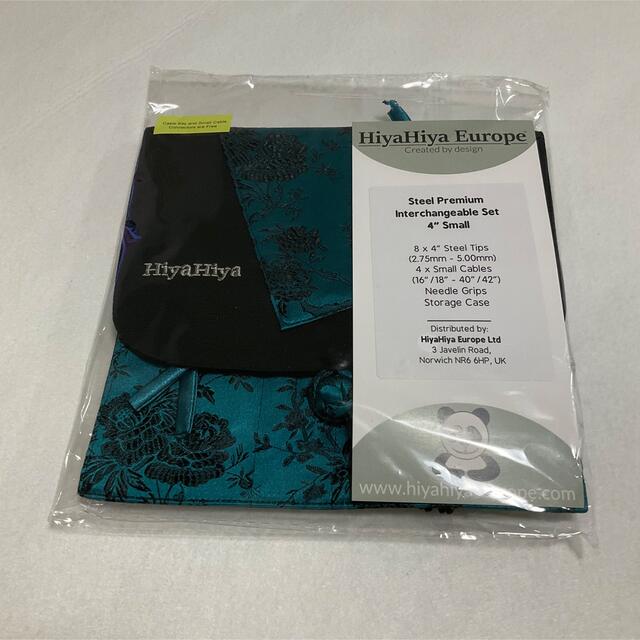 Cable Key and Small Cable
Connectors are Free
HiyaHiya
HiyaHiya Europe
Created by design
Steel Premium
Interchangeable Set
4" Small
8 x 4" Steel Tips
(2.75mm - 5.00mm)
4 x Small Cables
(16"/18" - 40"/42")
Needle Grips
Storage Case
Distributed by:
HiyaHiya Europe Ltd
3 Javelin Road,
Norwich NR6 6HP, UK
www.hiyahiya-europe.com